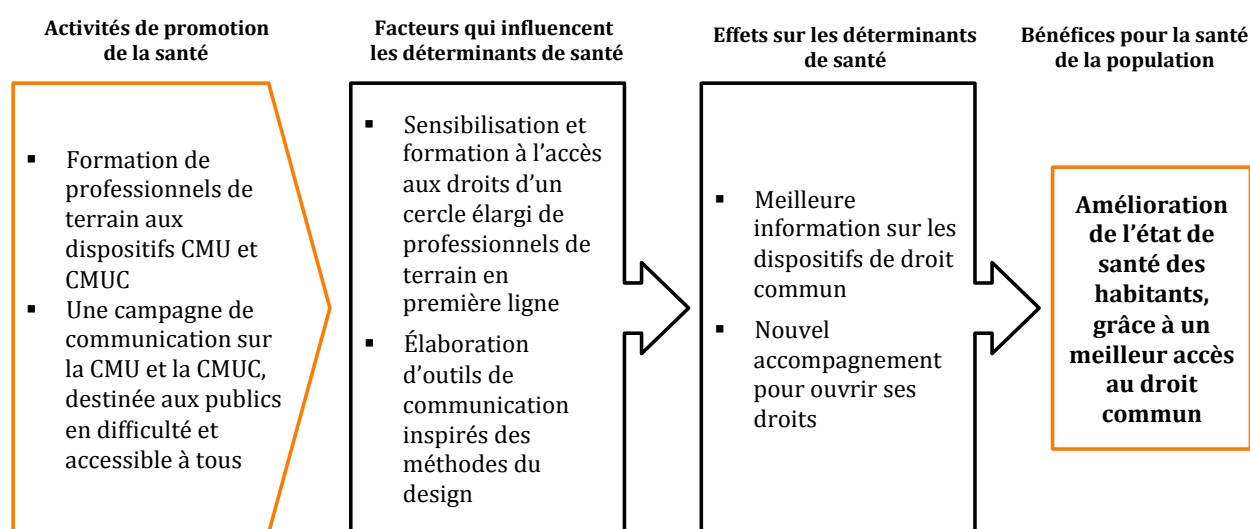 Activités de promotion
de la santé
Facteurs qui influencent
les déterminants de santé
Effets sur les déterminants
de santé
Bénéfices pour la santé
de la population
▪ Formation de
professionnels de
terrain aux
dispositifs CMU et
CMUC
▪ Une campagne de
communication sur
la CMU et la CMUC,
destinée aux publics
en difficulté et
accessible à tous
▪ Sensibilisation et
formation à l’accès
aux droits d’un
cercle élargi de
professionnels de
terrain en
première ligne
▪ Élaboration
d’outils de
communication
inspirés des
méthodes du
design
▪ Meilleure
information sur les
dispositifs de droit
commun
▪ Nouvel
accompagnement
pour ouvrir ses
droits
Amélioration
de l’état de
santé des
habitants,
grâce à un
meilleur accès
au droit
commun